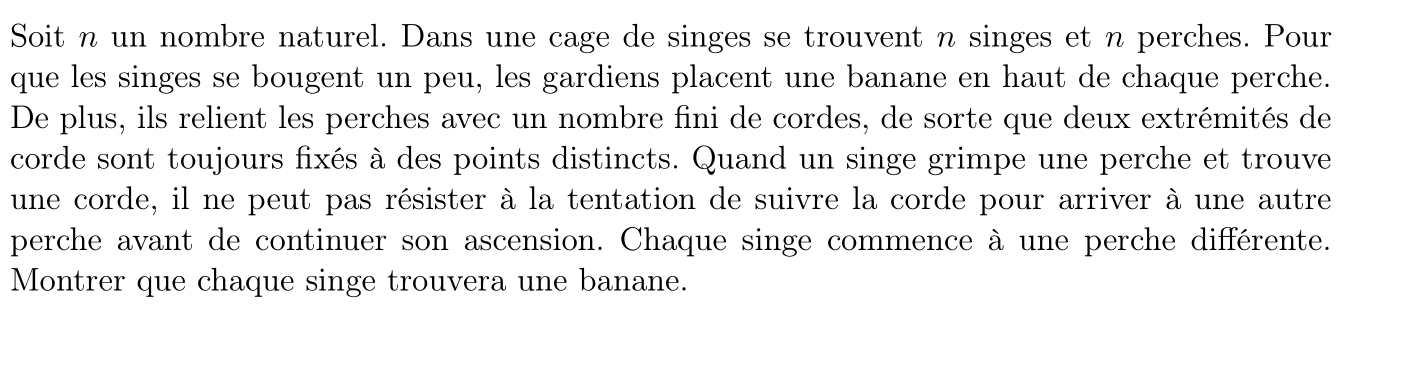 Soit n un nombre naturel. Dans une cage de singes se trouvent n singes et n perches. Pour
que les singes se bougent un peu, les gardiens placent une banane en haut de chaque perche.
De plus, ils relient les perches avec un nombre fini de cordes, de sorte que deux extrémités de
corde sont toujours fixés à des points distincts. Quand un singe grimpe une perche et trouve
une corde, il ne peut pas résister à la tentation de suivre la corde pour arriver à une autre
perche avant de continuer son ascension. Chaque singe commence à une perche différente.
Montrer que chaque singe trouvera une banane.